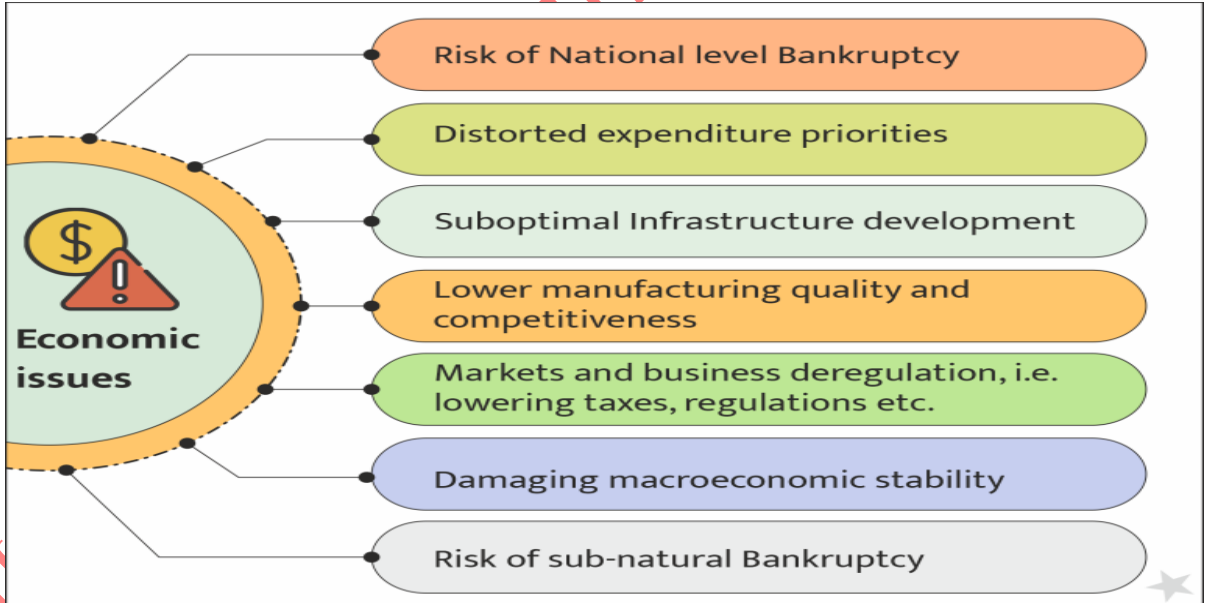 Risk of National level Bankruptcy
Distorted expenditure priorities
Suboptimal Infrastructure development
Lower manufacturing quality and
competitiveness
Markets and business deregulation, i.e.
lowering taxes, regulations etc.
Damaging macroeconomic stability
Risk of sub-natural Bankruptcy
$
Economic
issues